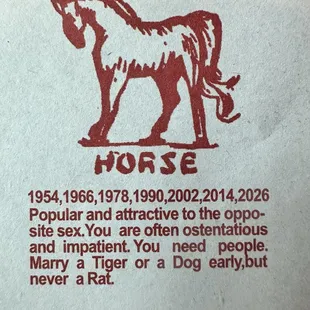 HORSE
1954,1966,1978,1990,2002,2014,2026
Popular and attractive to the oppo-
site sex.You are often ostentatious
and impatient.You need people.
Marry a Tiger or a Dog early,but
never a Rat.